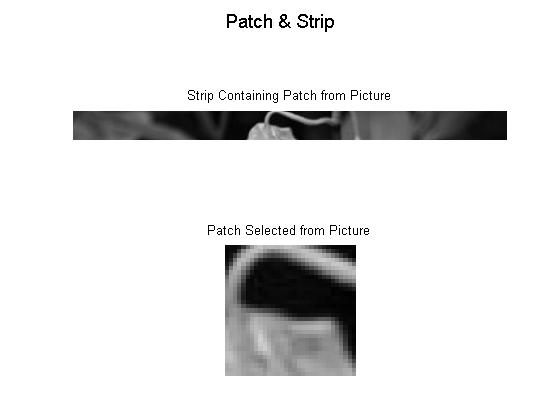 Patch & Strip
Strip Containing Patch from Picture
Patch Selected from Picture